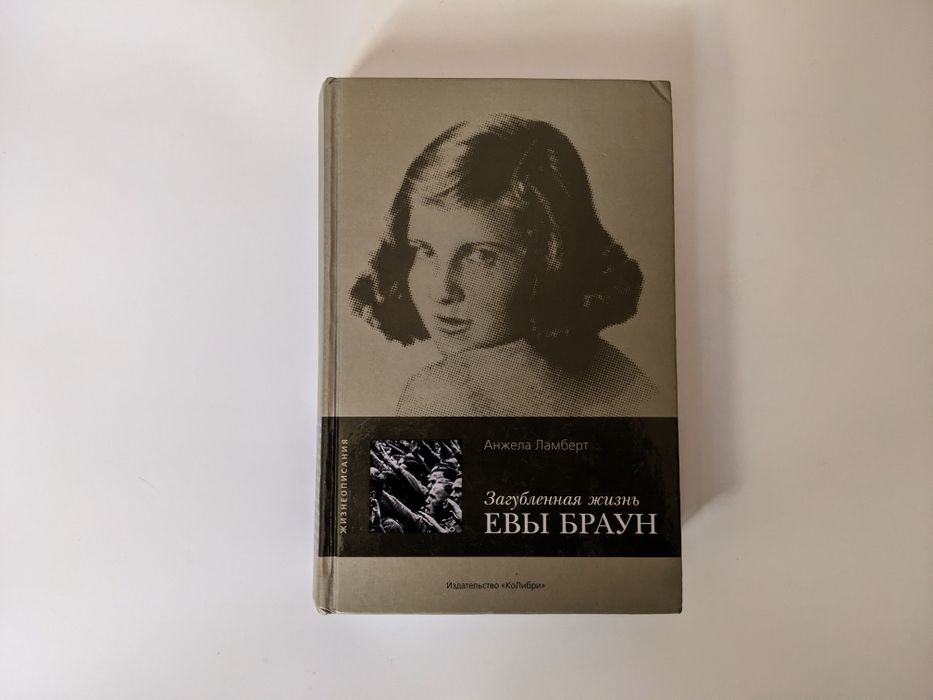 Анжела Ламберт
Загубленная жизнь
ЕВЫ БРАУН
ЖИЗНЕОПИСАНИЯ
Издательство «КоЛибри»